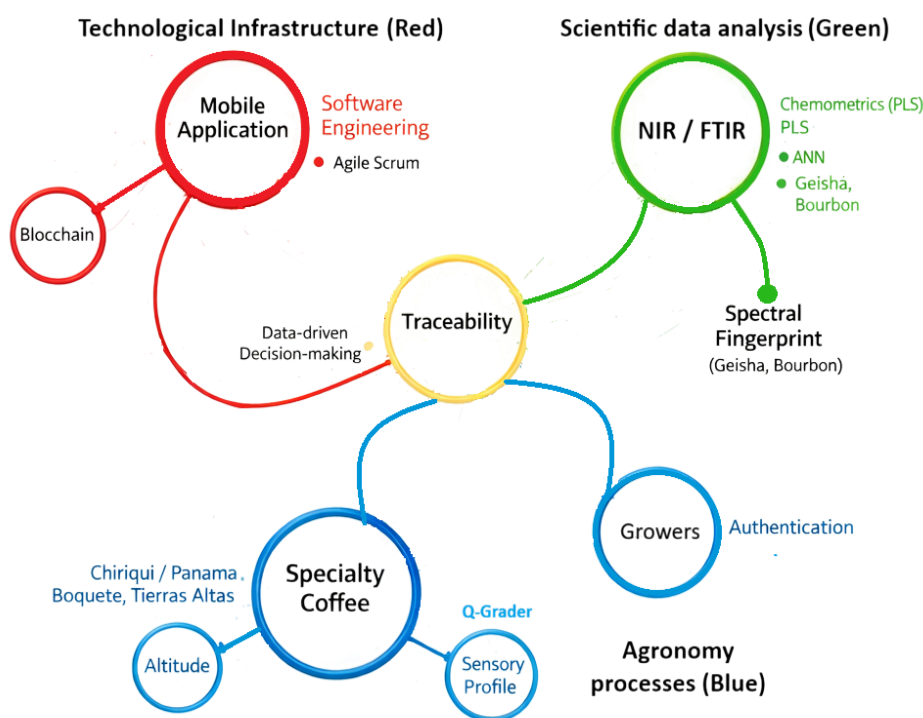 Technological Infrastructure (Red)
Scientific data analysis (Green)
Mobile
Application
Software
Engineering
Agile Scrum
Blocchain
NIR / FTIR
Chemometrics (PLS)
PLS
ANN
Geisha,
Bourbon
Traceability
Data-driven
Decision-making
Spectral
Fingerprint
(Geisha, Bourbon)
Growers
Authentication
Chiriqui / Panama
Boquete, Tierras Altas
Specialty
Coffee
Q-Grader
Altitude
Sensory
Profile
Agronomy
processes (Blue)